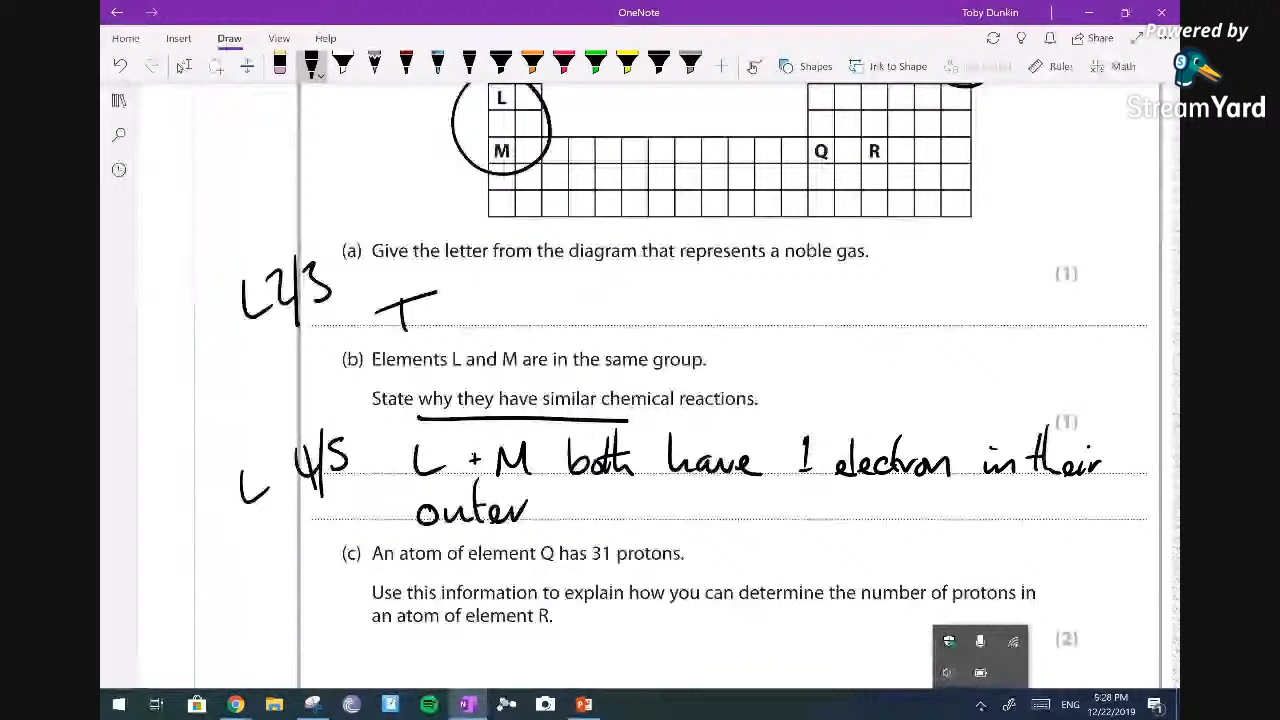 OneNote
Toby Dunkin
Powered by
StreamYard
Home Insert Draw View Share
Shapes Ink to Shape Ruler Math
L
M Q R
(a) Give the letter from the diagram that represents a noble gas.
(1)
L 2/3
T
(b) Elements L and M are in the same group.
State why they have similar chemical reactions.
(1)
L 4/5 L + M both have 1 electron in their
outer
(c) An atom of element Q has 31 protons.
Use this information to explain how you can determine the number of protons in
an atom of element R.
(2)
ENG 5:28 PM
12/22/2019